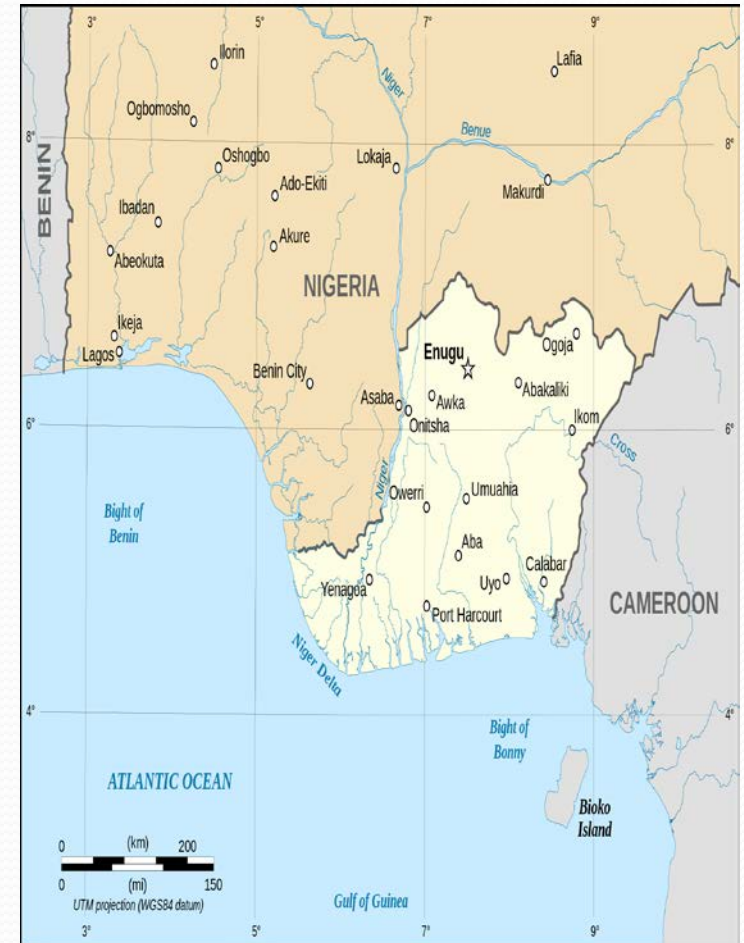 3°
5°
7°
9°
Ilorin
Lafia
Niger
Ogbomosho
8°
Benue
8°
BENIN
Oshogbo
Lokaja
Ado-Ekiti
Makurdi
Ibadan
Akure
Abeokuta
NIGERIA
Ikeja
Lagos
Enugu
Ogoja
Benin City
Abakaliki
Asaba
Awka
Onitsha
Ikom
6°
6°
Cross
Niger
Owerri
Umuahia
Bight of
Benin
Aba
Calabar
Yenagoa
Uyo
CAMEROON
Port Harcourt
Niger Delta
4°
4°
Bight of
Bonny
ATLANTIC OCEAN
Bioko
Island
0 (km) 200
0 (mi) 150
UTM projection (WGS84 datum)
Gulf of Guinea
3°
5°
7°
9°